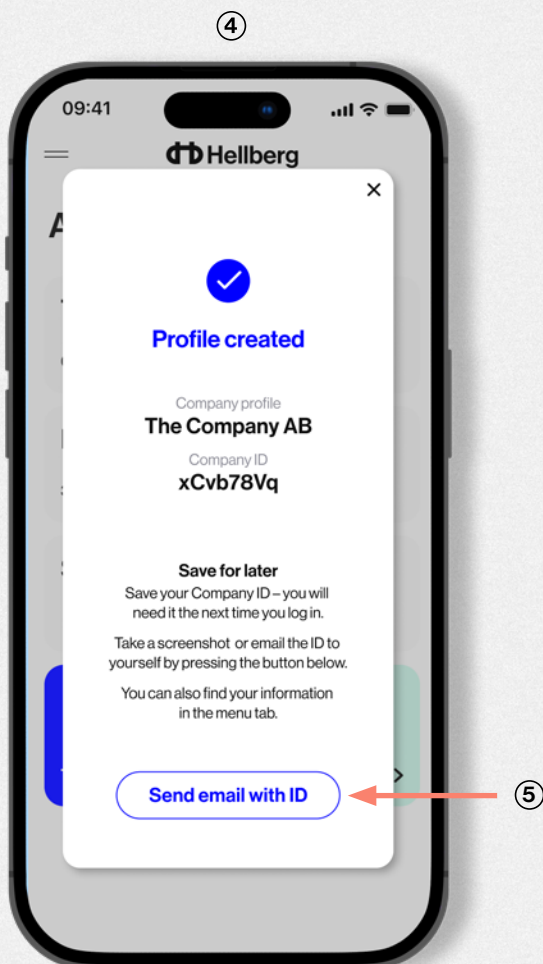 ④
09:41
Hellberg
A
Profile created
Company profile
The Company AB
Company ID
xCvb78Vq
Save for later
Save your Company ID – you will
need it the next time you log in.
Take a screenshot or email the ID to
yourself by pressing the button below.
You can also find your information
in the menu tab.
Send email with ID
⑤